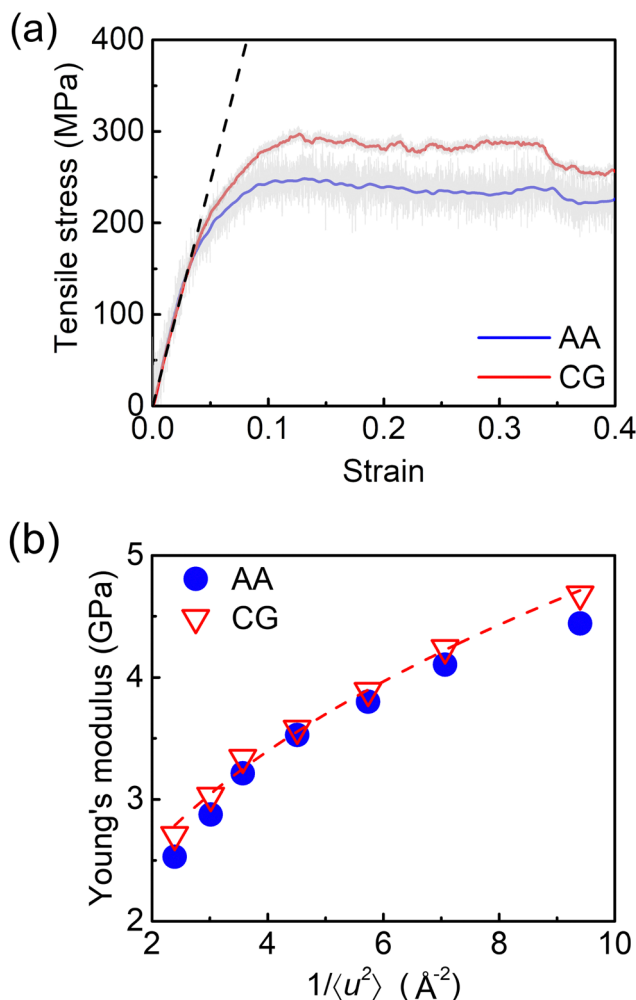 (a)
Tensile stress (MPa)
400
300
200
100
0
AA
CG
0.0 0.1 0.2 0.3 0.4
Strain
(b)
Young's modulus (GPa)
5
4
3
2
AA
CG
2 4 6 8 10
1/⟨u²⟩ (Å⁻²)